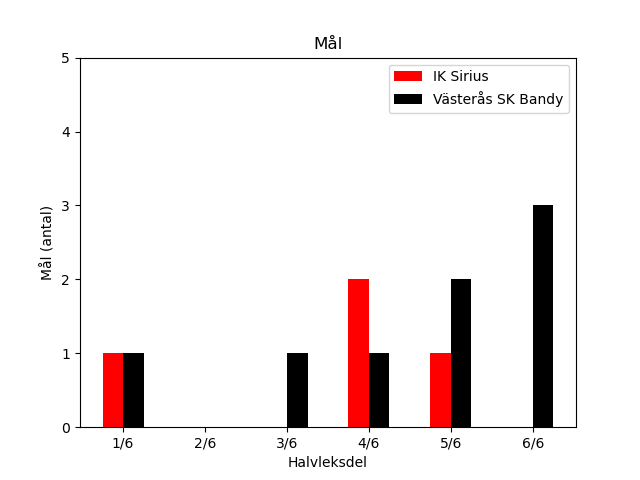 Mål
IK Sirius
Västerås SK Bandy
5
4
3
2
1
0
Mål (antal)
1/6 2/6 3/6 4/6 5/6 6/6
Halvleksdel